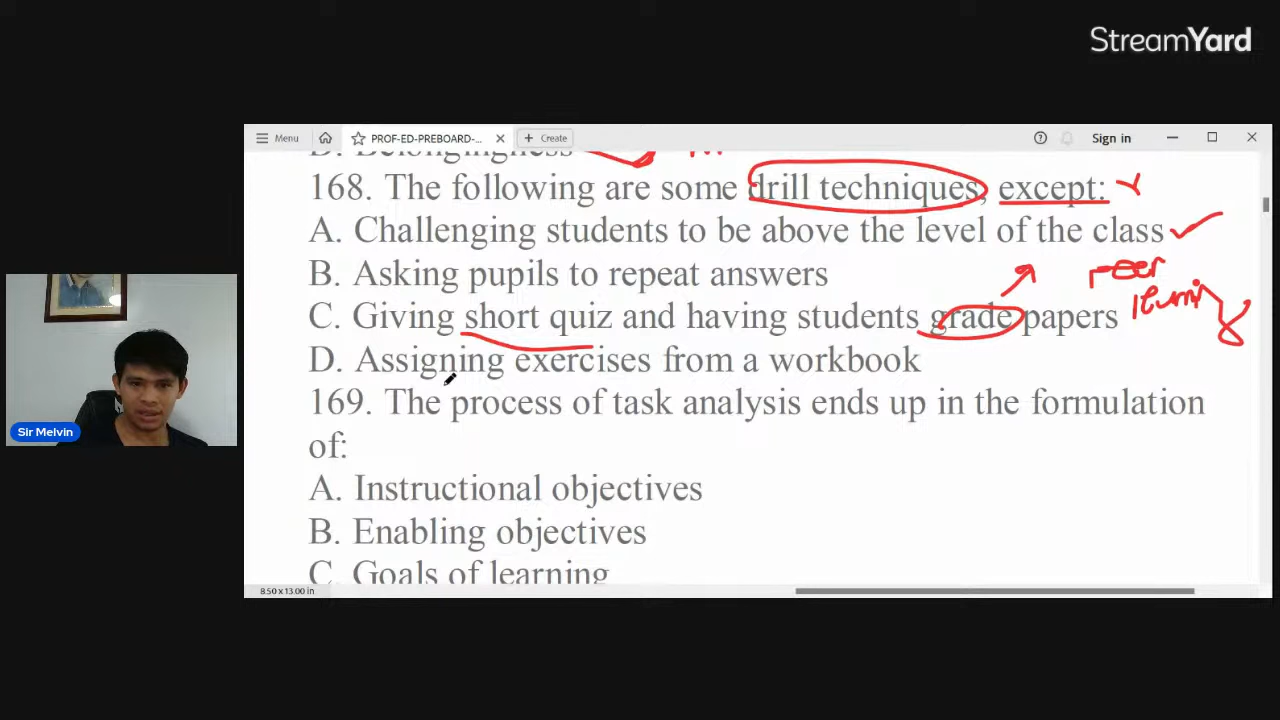 StreamYard
Menu
PROF-ED-PREBOARD-...
Create
Sign in
D. Belongingness
168. The following are some drill techniques, except:
A. Challenging students to be above the level of the class
B. Asking pupils to repeat answers
Peer
C. Giving short quiz and having students grade papers
D. Assigning exercises from a workbook
169. The process of task analysis ends up in the formulation
of:
A. Instructional objectives
B. Enabling objectives
C. Goals of learning
8.50 x 13.00 in
Sir Melvin